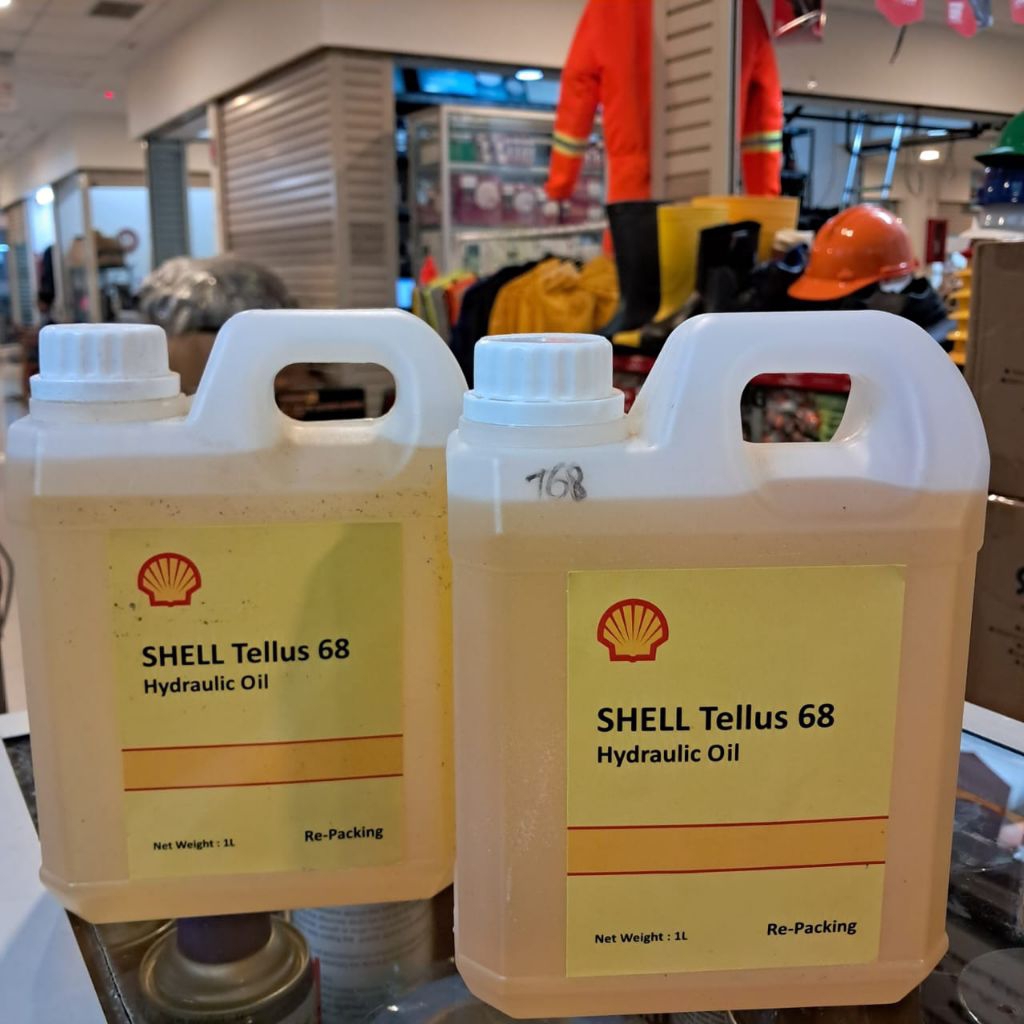 SHELL Tellus 68
Hydraulic Oil
Net Weight : 1L
Re-Packing
T68
SHELL Tellus 68
Hydraulic Oil
Net Weight : 1L
Re-Packing